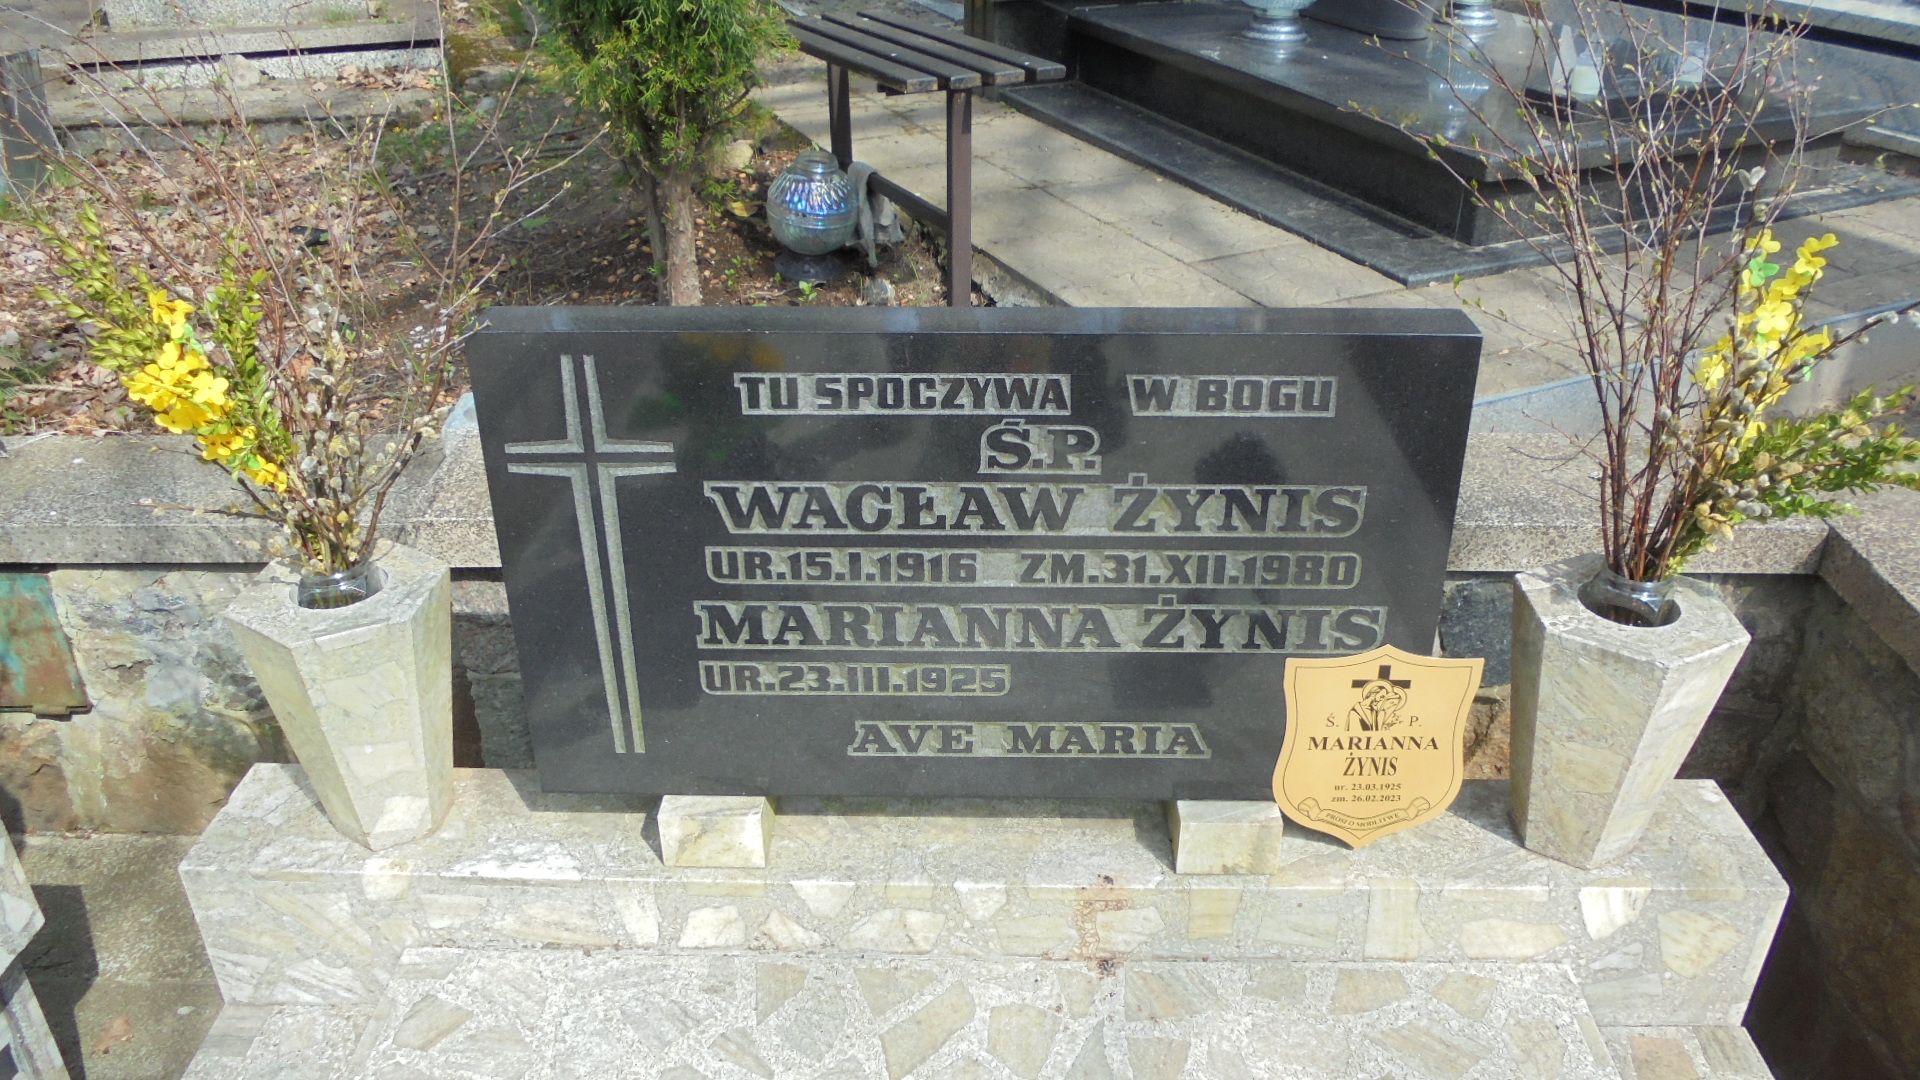 TU SPOCZYWA W BOGU
Ś.P.
WACŁAW ŻYNIS
UR.15.I.1916 ZM.31.XII.1980
MARIANNA ŻYNIS
UR.23.III.1925
AVE MARIA
Ś. P.
MARIANNA
ŻYNIS
ur. 23.03.1925
zm. 26.02.2023
PROSI O MODLITWĘ